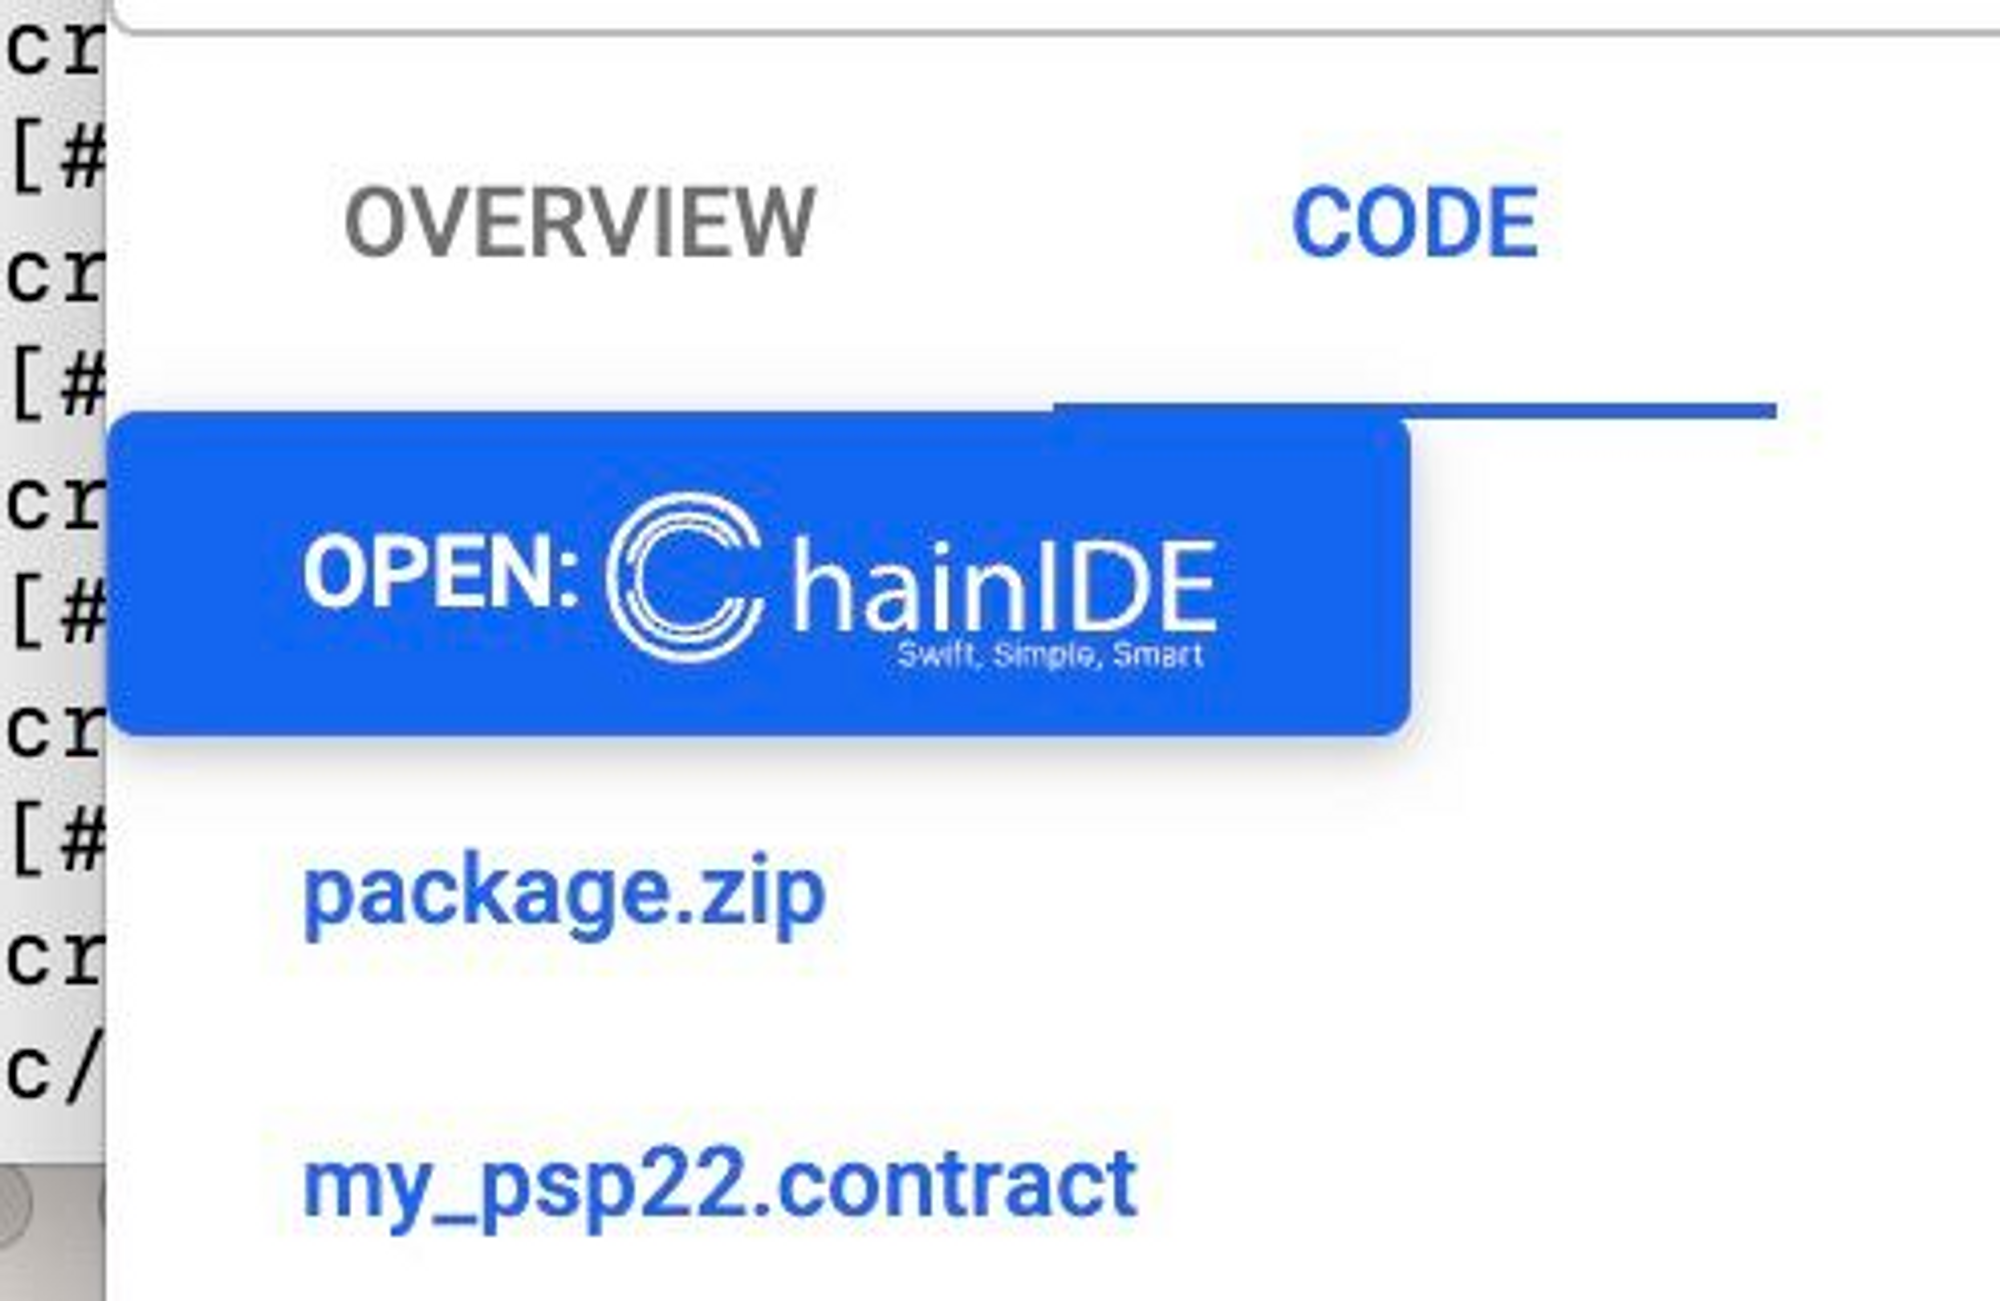 cr
[#
cr
[#
cr
[#
cr
[#
cr
c/
OVERVIEW CODE
OPEN: ChainIDE
Swift, Simple, Smart
package.zip
my_psp22.contract